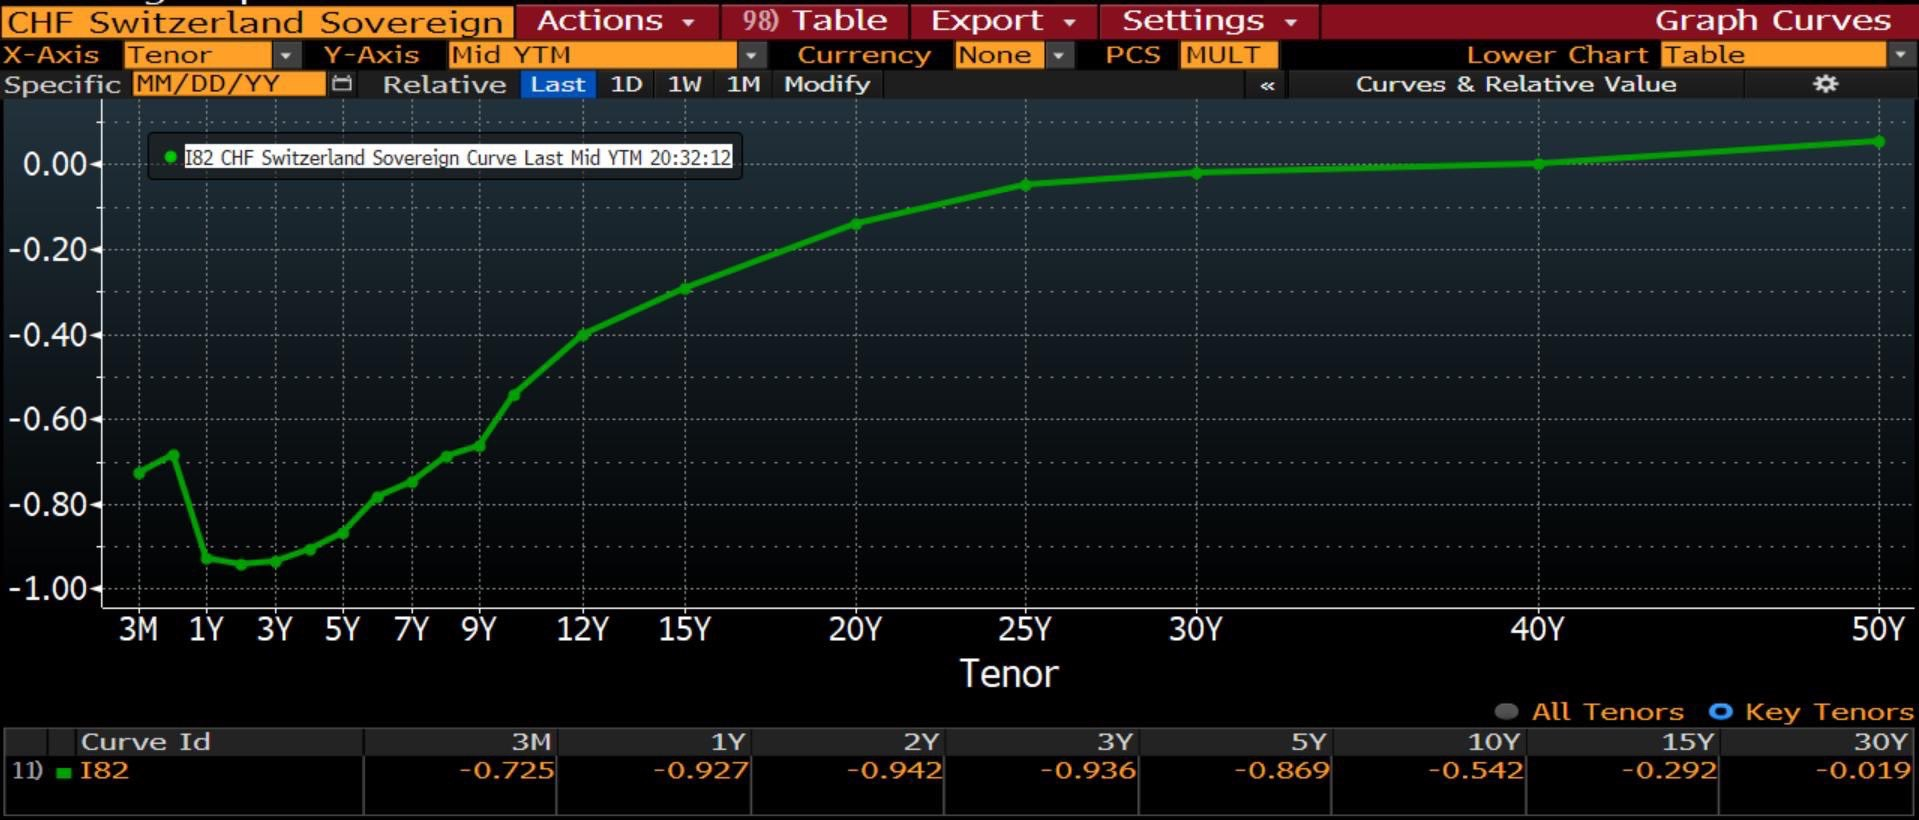 CHF Switzerland Sovereign Actions 98) Table Export Settings Graph Curves
X-Axis Tenor Y-Axis Mid YTM Currency None PCS MULT Lower Chart Table
Specific MM/DD/YY Relative Last 1D 1W 1M Modify « Curves & Relative Value
I82 CHF Switzerland Sovereign Curve Last Mid YTM 20:32:12
0.00
-0.20
-0.40
-0.60
-0.80
-1.00
3M 1Y 3Y 5Y 7Y 9Y 12Y 15Y 20Y 25Y 30Y 40Y 50Y
Tenor
All Tenors Key Tenors
Curve Id 3M 1Y 2Y 3Y 5Y 10Y 15Y 30Y
11) I82 -0.725 -0.927 -0.942 -0.936 -0.869 -0.542 -0.292 -0.019